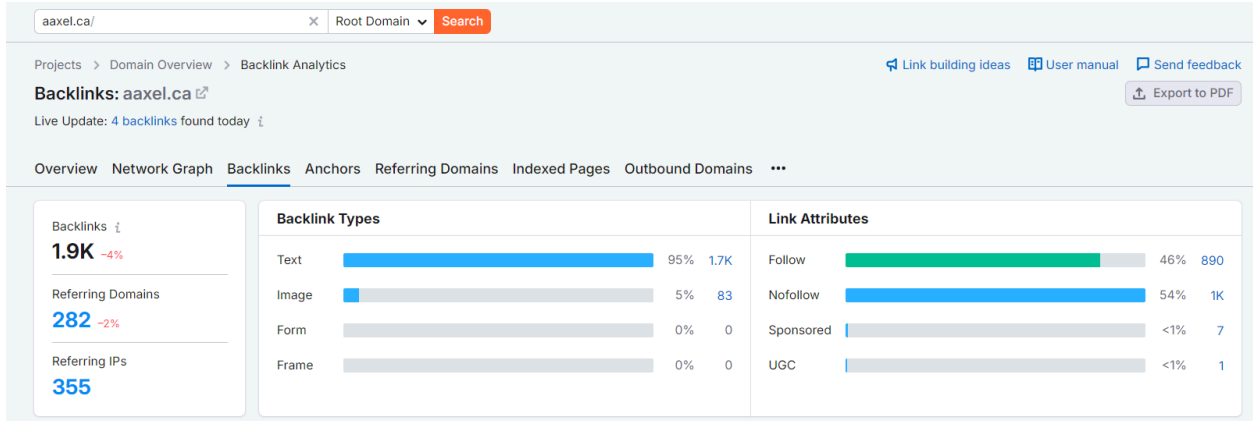 aaxel.ca/ × Root Domain Search
Projects > Domain Overview > Backlink Analytics
Link building ideas User manual Send feedback
Backlinks: aaxel.ca
Export to PDF
Live Update: 4 backlinks found today i
Overview Network Graph Backlinks Anchors Referring Domains Indexed Pages Outbound Domains •••
Backlinks i
1.9K −4%
Referring Domains
282 −2%
Referring IPs
355
Backlink Types
Text 95% 1.7K
Image 5% 83
Form 0% 0
Frame 0% 0
Link Attributes
Follow 46% 890
Nofollow 54% 1K
Sponsored <1% 7
UGC <1% 1